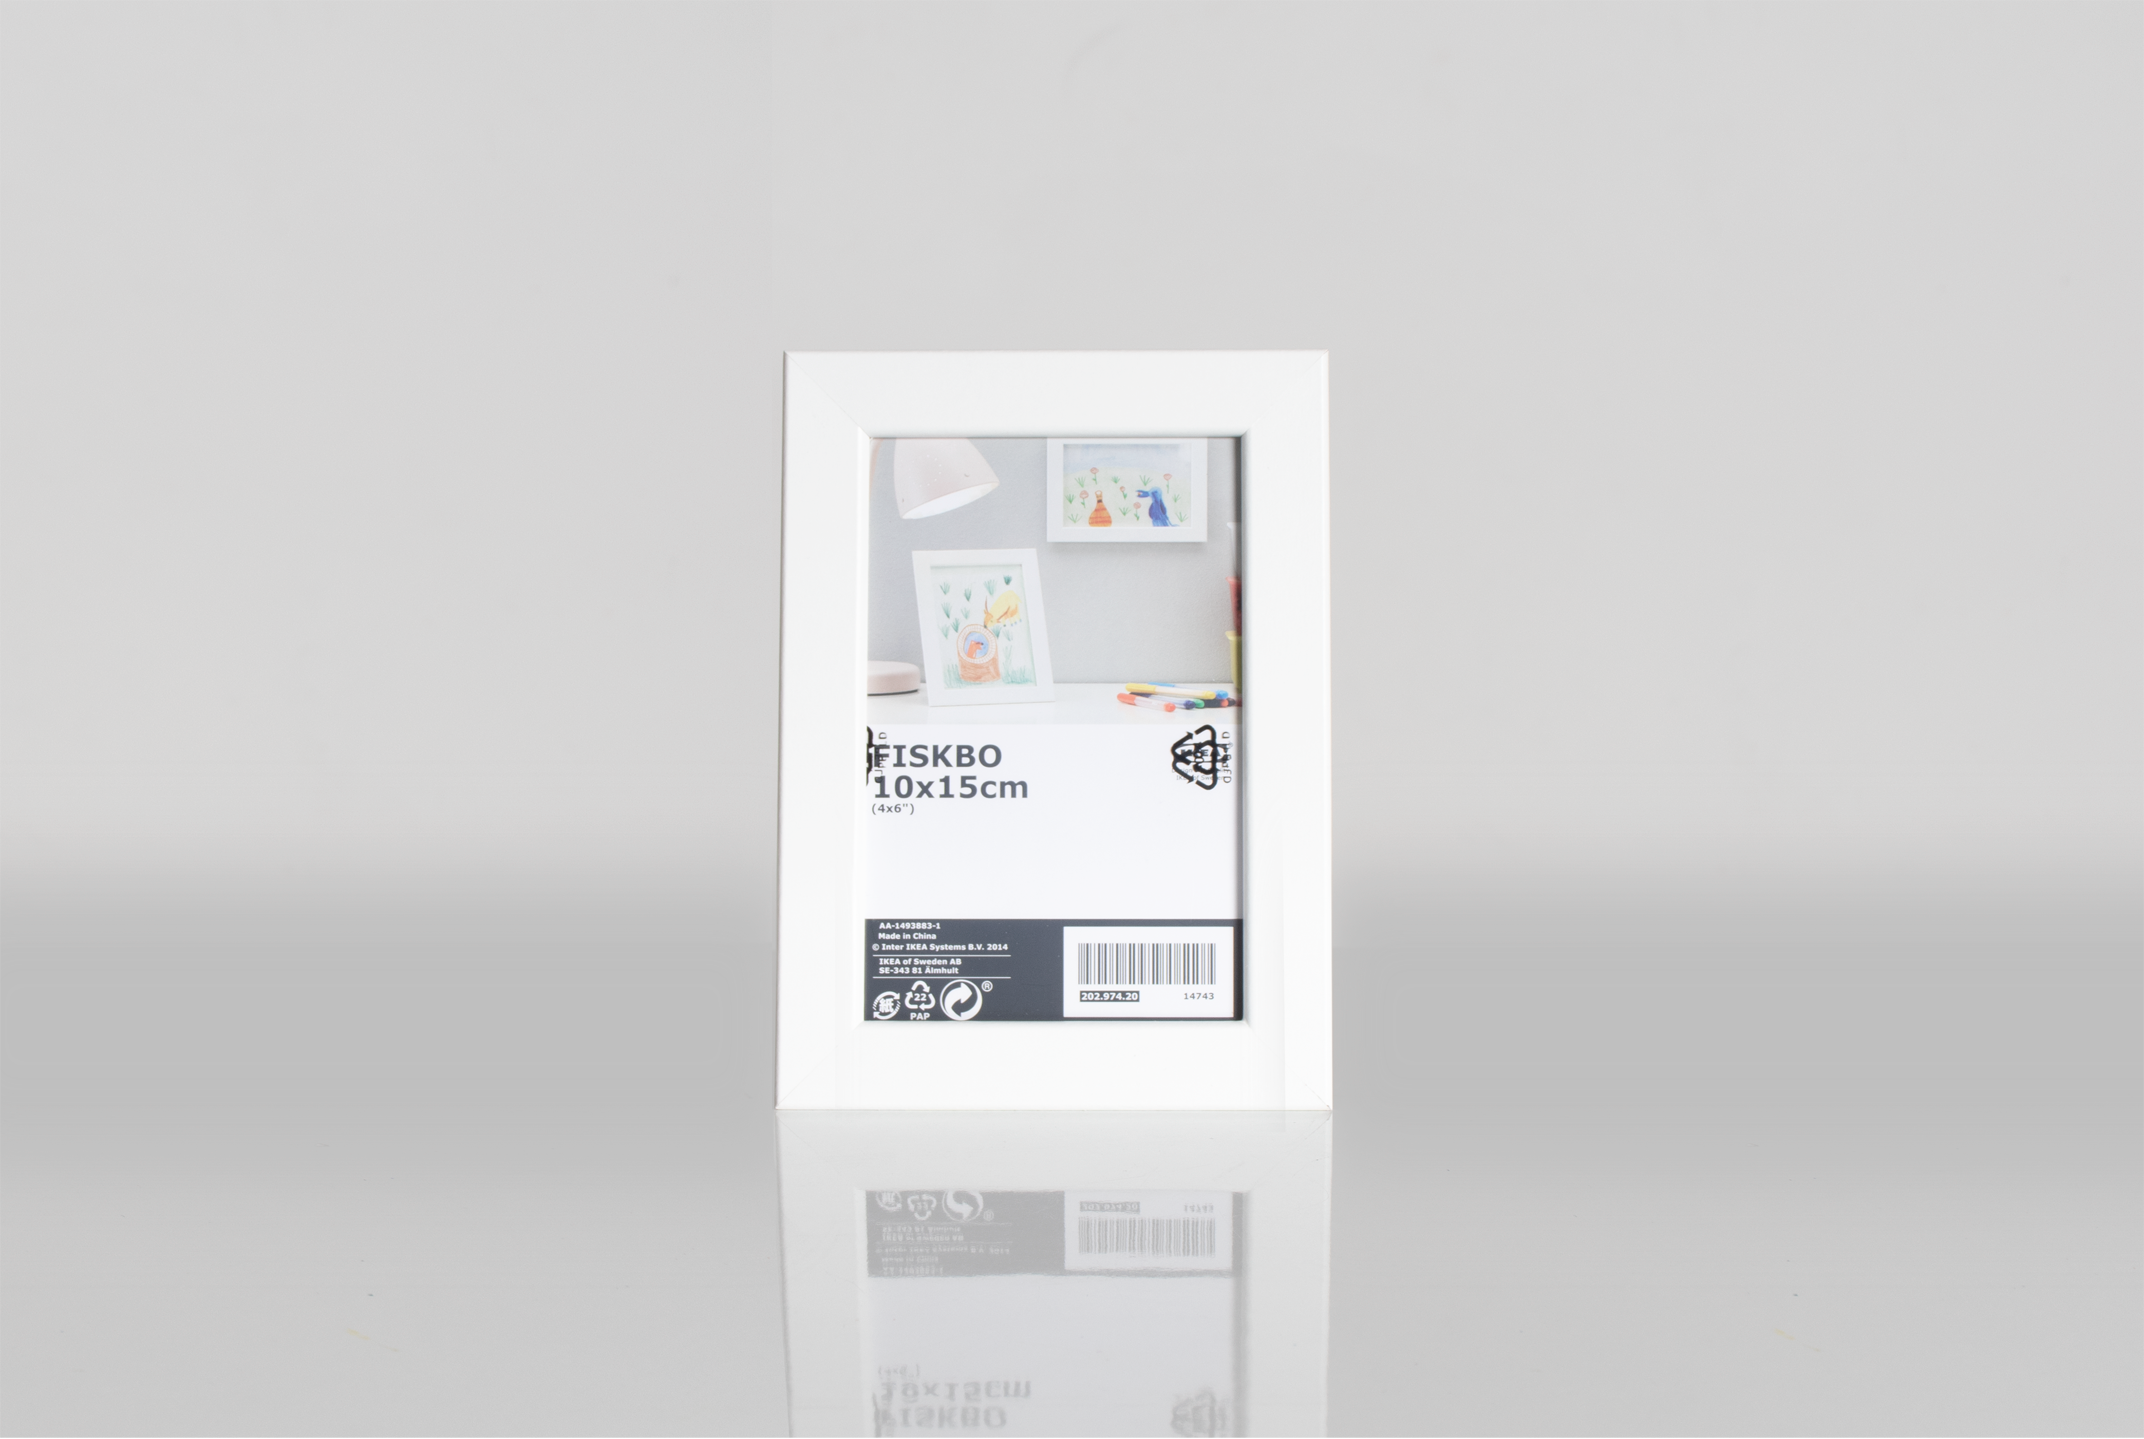 FISKBO
10x15cm
(4x6")
AA-1493883-1
Made in China
© Inter IKEA Systems B.V. 2014
IKEA of Sweden AB
SE-343 81 Älmhult
紙
22
PAP
®
202.974.20
14743